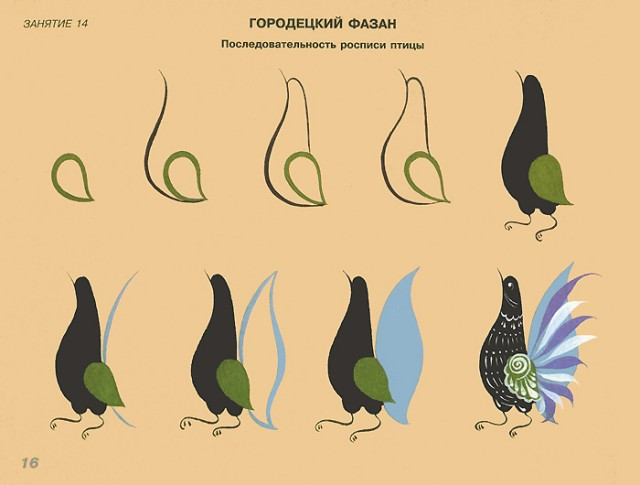 ЗАНЯТИЕ 14
ГОРОДЕЦКИЙ ФАЗАН
Последовательность росписи птицы
16